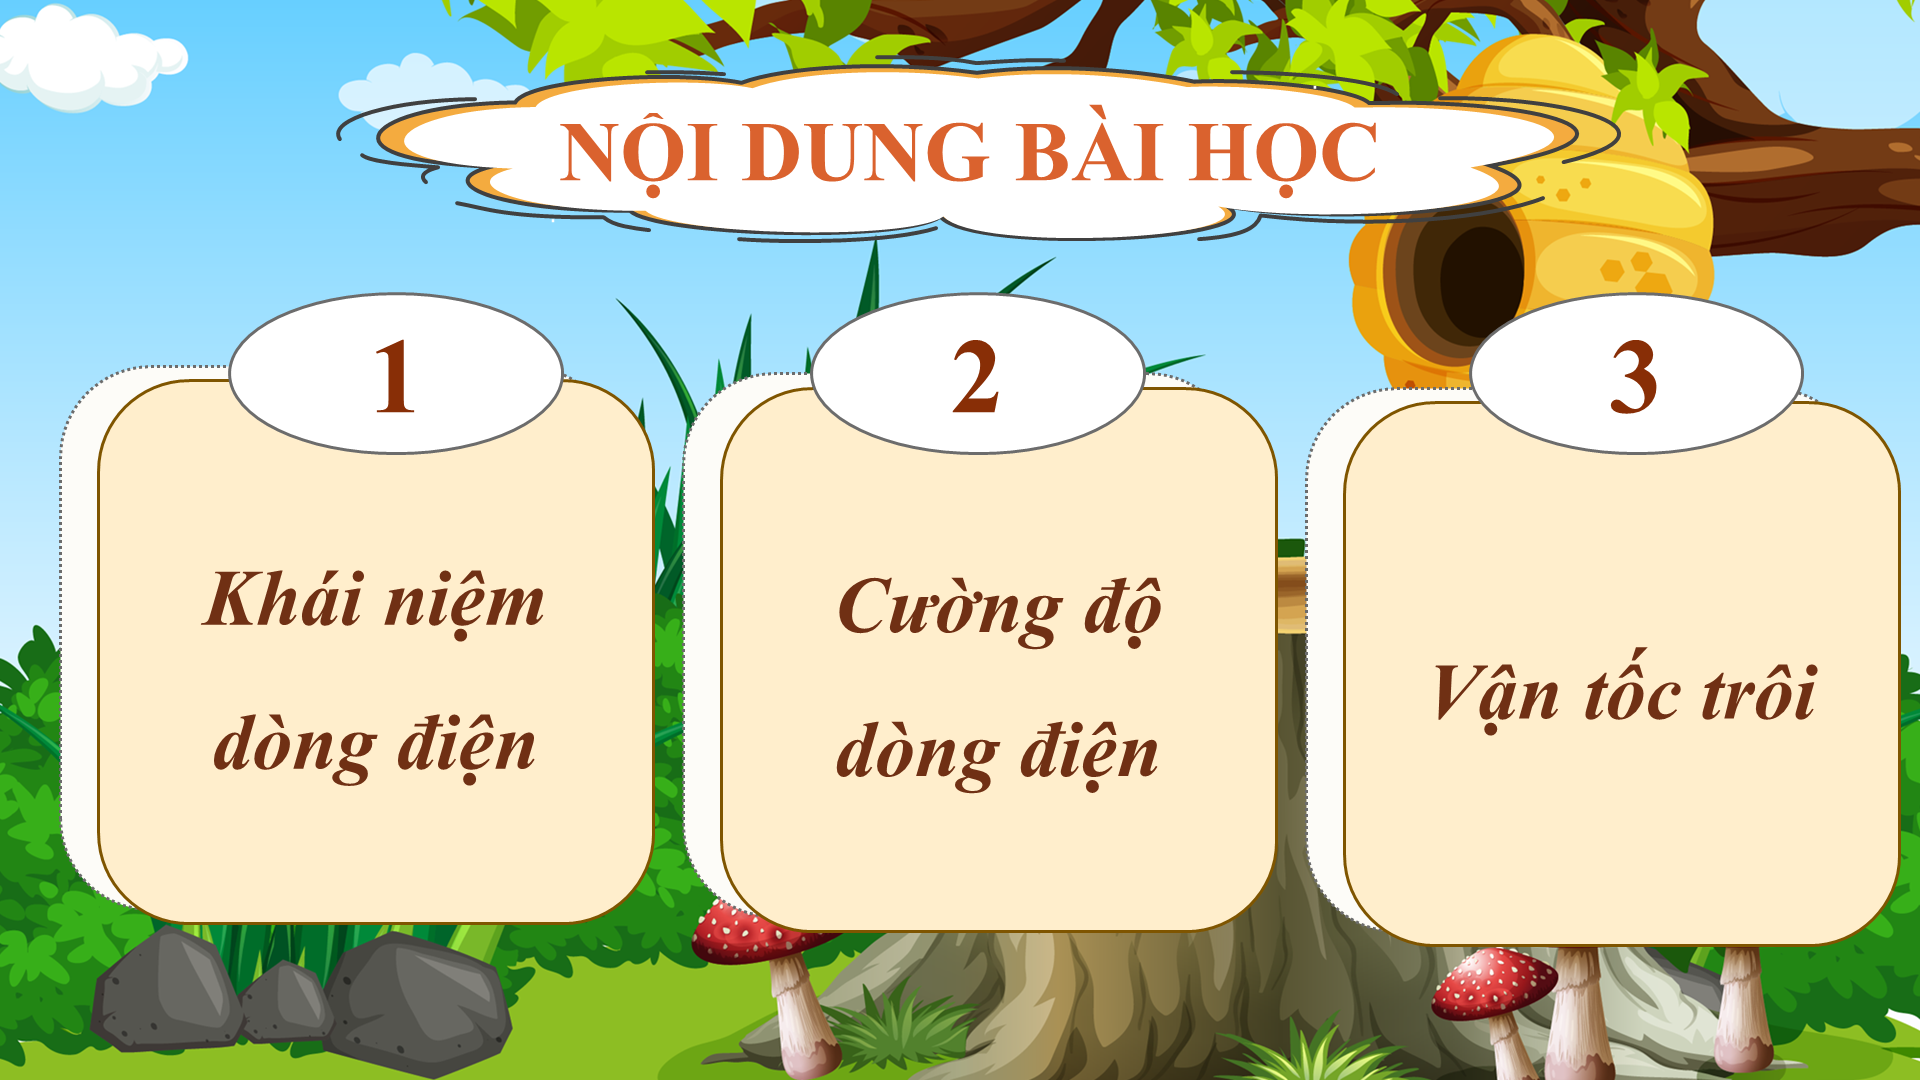 NỘI DUNG BÀI HỌC
1
Khái niệm
dòng điện
2
Cường độ
dòng điện
3
Vận tốc trôi